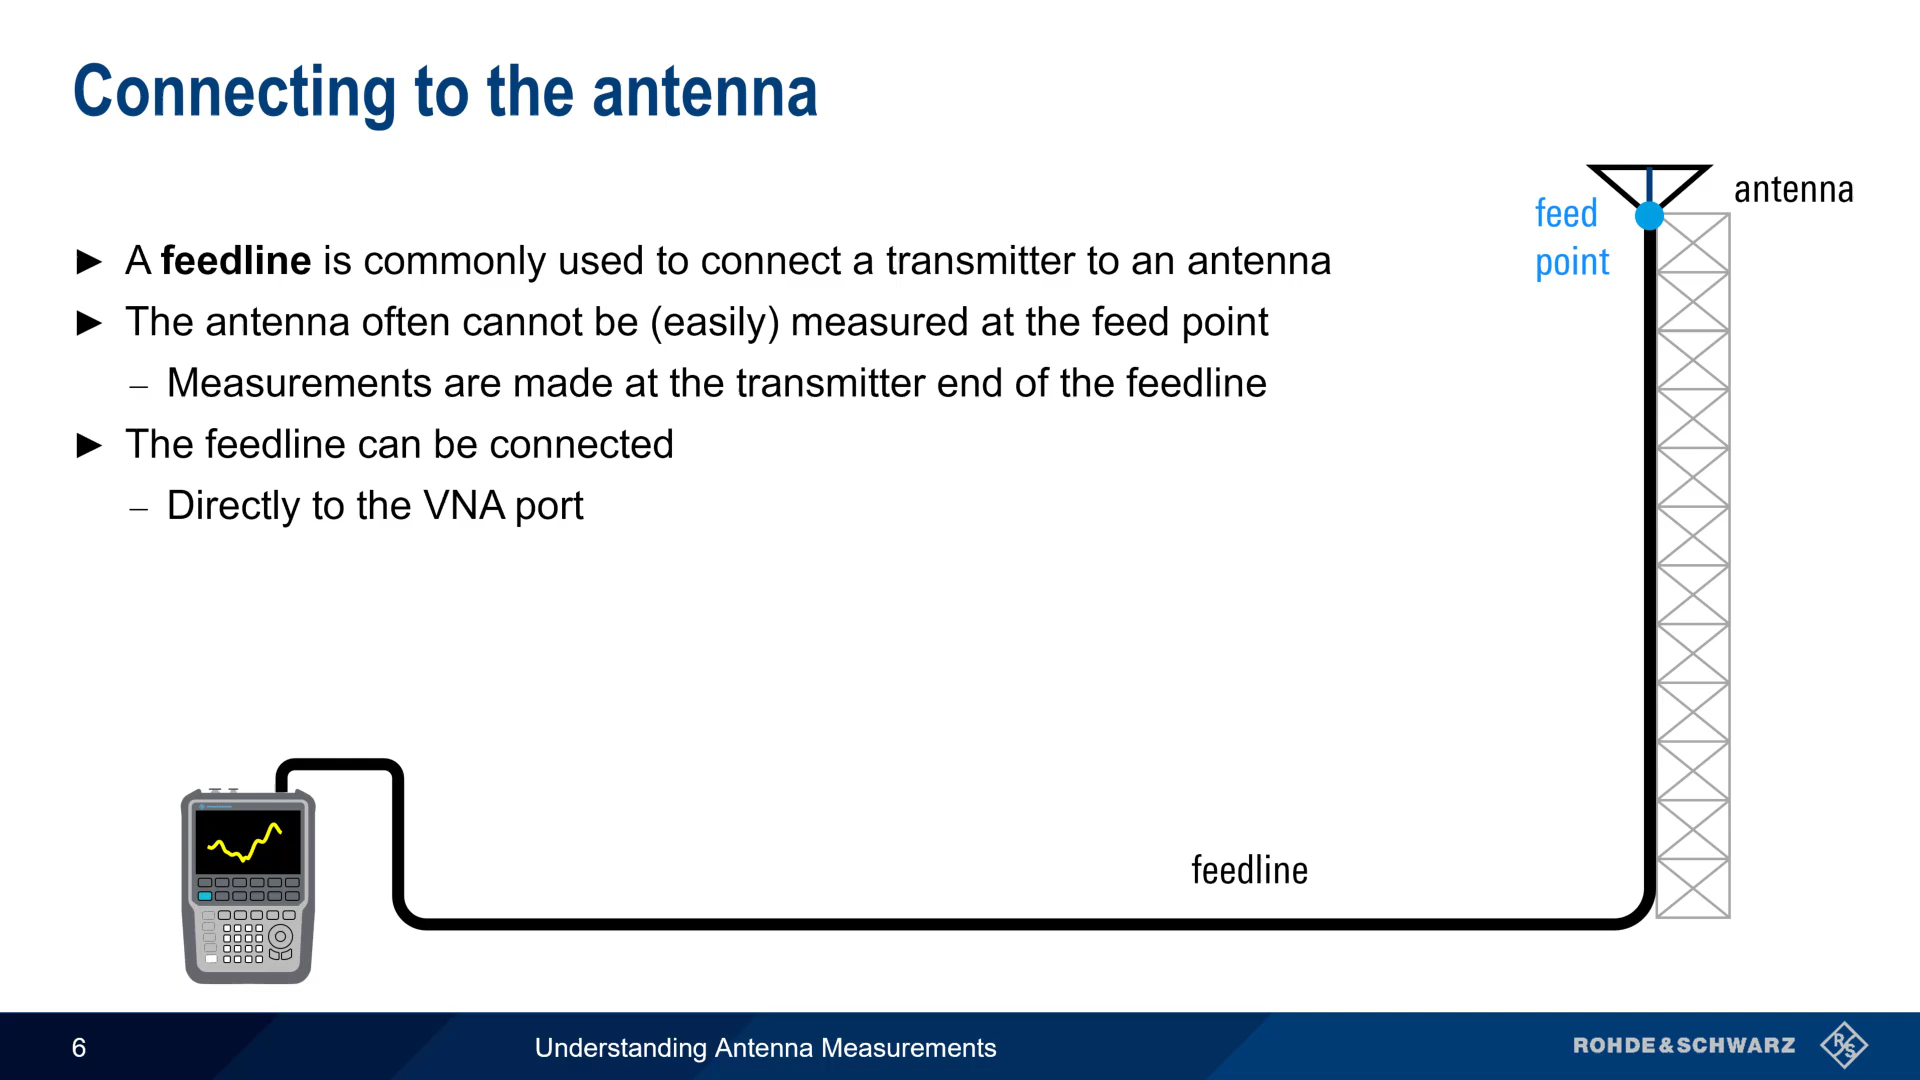 Connecting to the antenna
antenna
feed
point
► A feedline is commonly used to connect a transmitter to an antenna
► The antenna often cannot be (easily) measured at the feed point
– Measurements are made at the transmitter end of the feedline
► The feedline can be connected
– Directly to the VNA port
feedline
6
Understanding Antenna Measurements
ROHDE&SCHWARZ
R
S